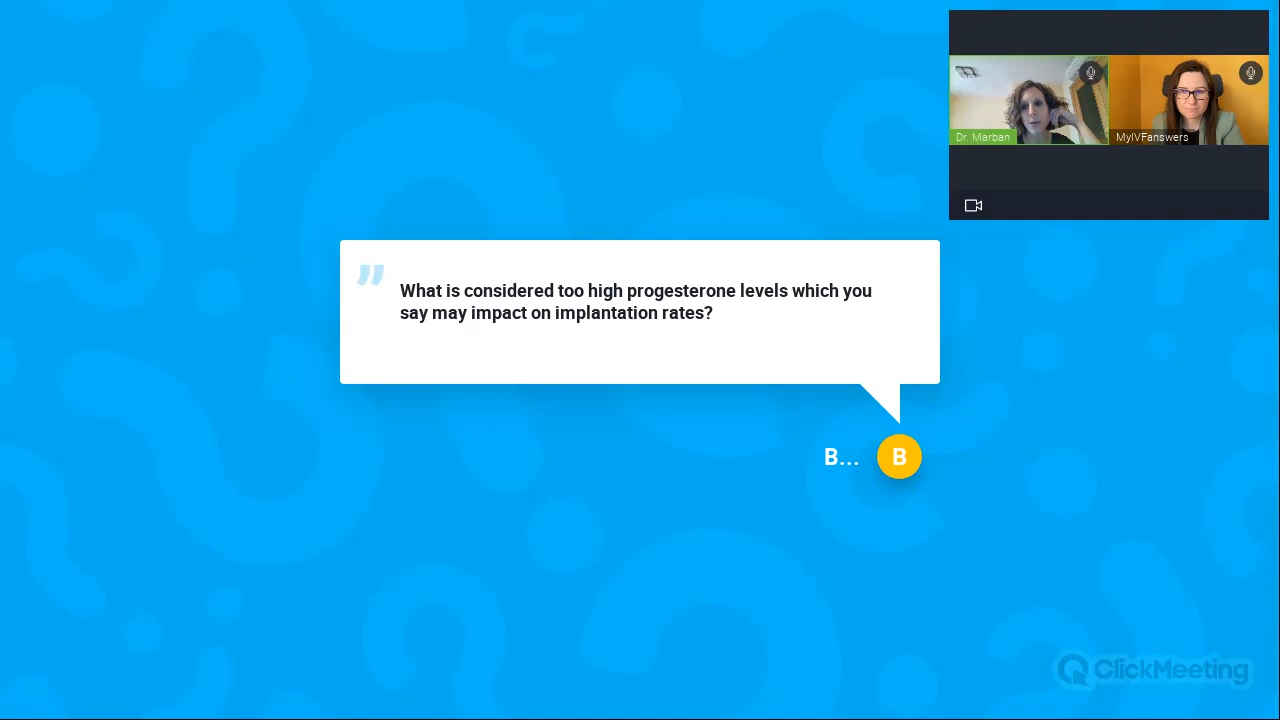 Dr. Marban
MyIVFanswers
What is considered too high progesterone levels which you
say may impact on implantation rates?
B...
B
ClickMeeting